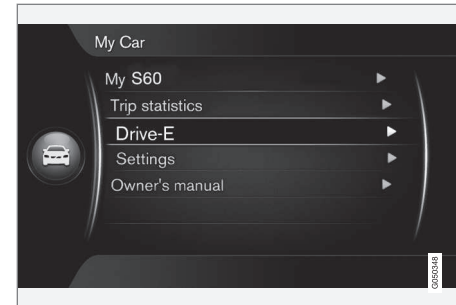 My Car
My S60
Trip statistics
Drive-E
Settings
Owner's manual
G050348